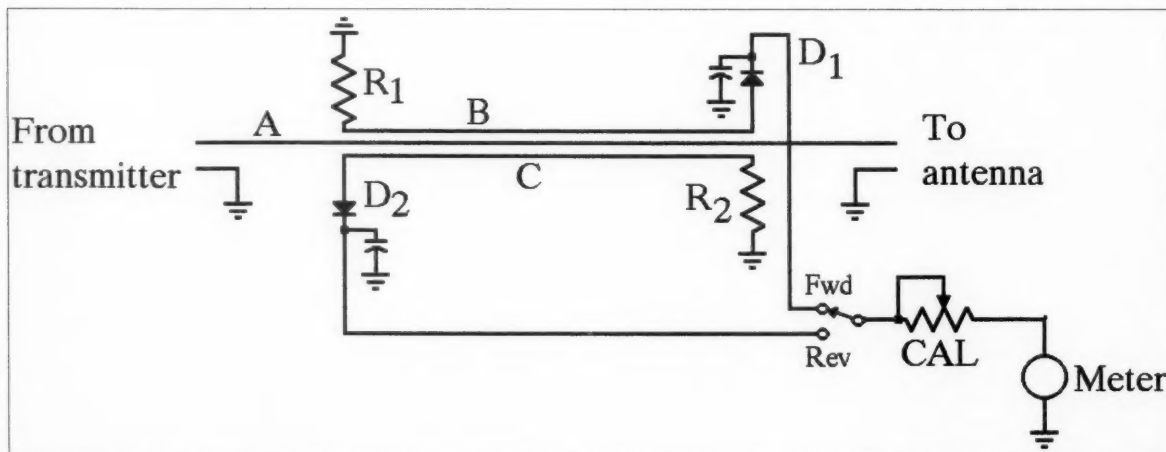 D1
R1
From
transmitter
A
B
To
antenna
C
D2
R2
Fwd
Rev
CAL
Meter